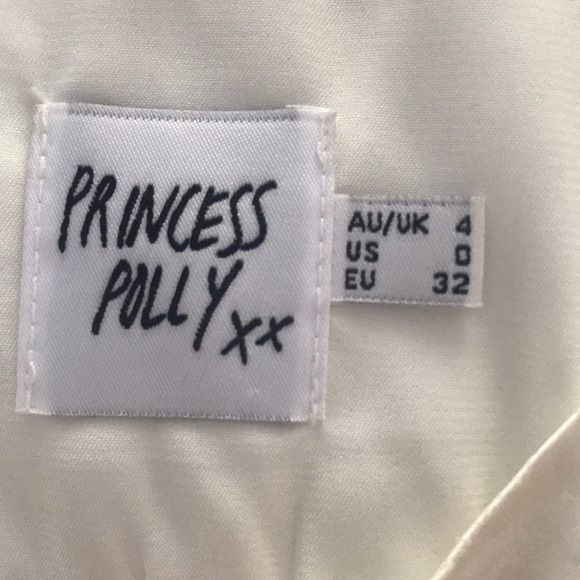 PRINCESS
POLLY xx
AU/UK 4
US 0
EU 32